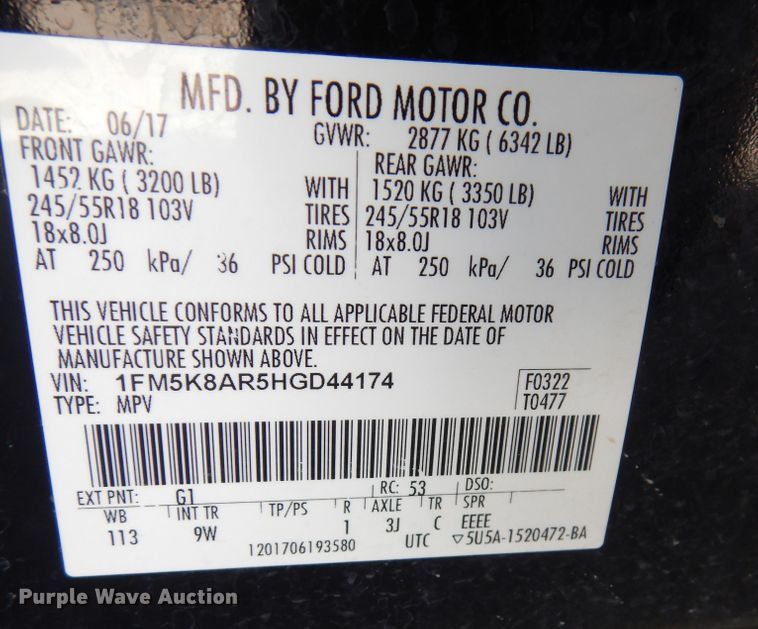 MFD. BY FORD MOTOR CO.
DATE: 06/17 GVWR: 2877 KG ( 6342 LB)
FRONT GAWR: REAR GAWR:
1452 KG ( 3200 LB) WITH 1520 KG ( 3350 LB) WITH
245/55R18 103V TIRES 245/55R18 103V TIRES
18x8.0J RIMS 18x8.0J RIMS
AT 250 kPa/ 36 PSI COLD AT 250 kPa/ 36 PSI COLD
THIS VEHICLE CONFORMS TO ALL APPLICABLE FEDERAL MOTOR
VEHICLE SAFETY STANDARDS IN EFFECT ON THE DATE OF
MANUFACTURE SHOWN ABOVE.
VIN: 1FM5K8AR5HGD44174 F0322
TYPE: MPV T0477
EXT PNT: G1 RC: 53 DSO:
WB INT TR TP/PS R AXLE TR SPR
113 9W 1 3J C EEEE
1201706193580 UTC ▽5U5A-1520472-BA
Purple Wave Auction